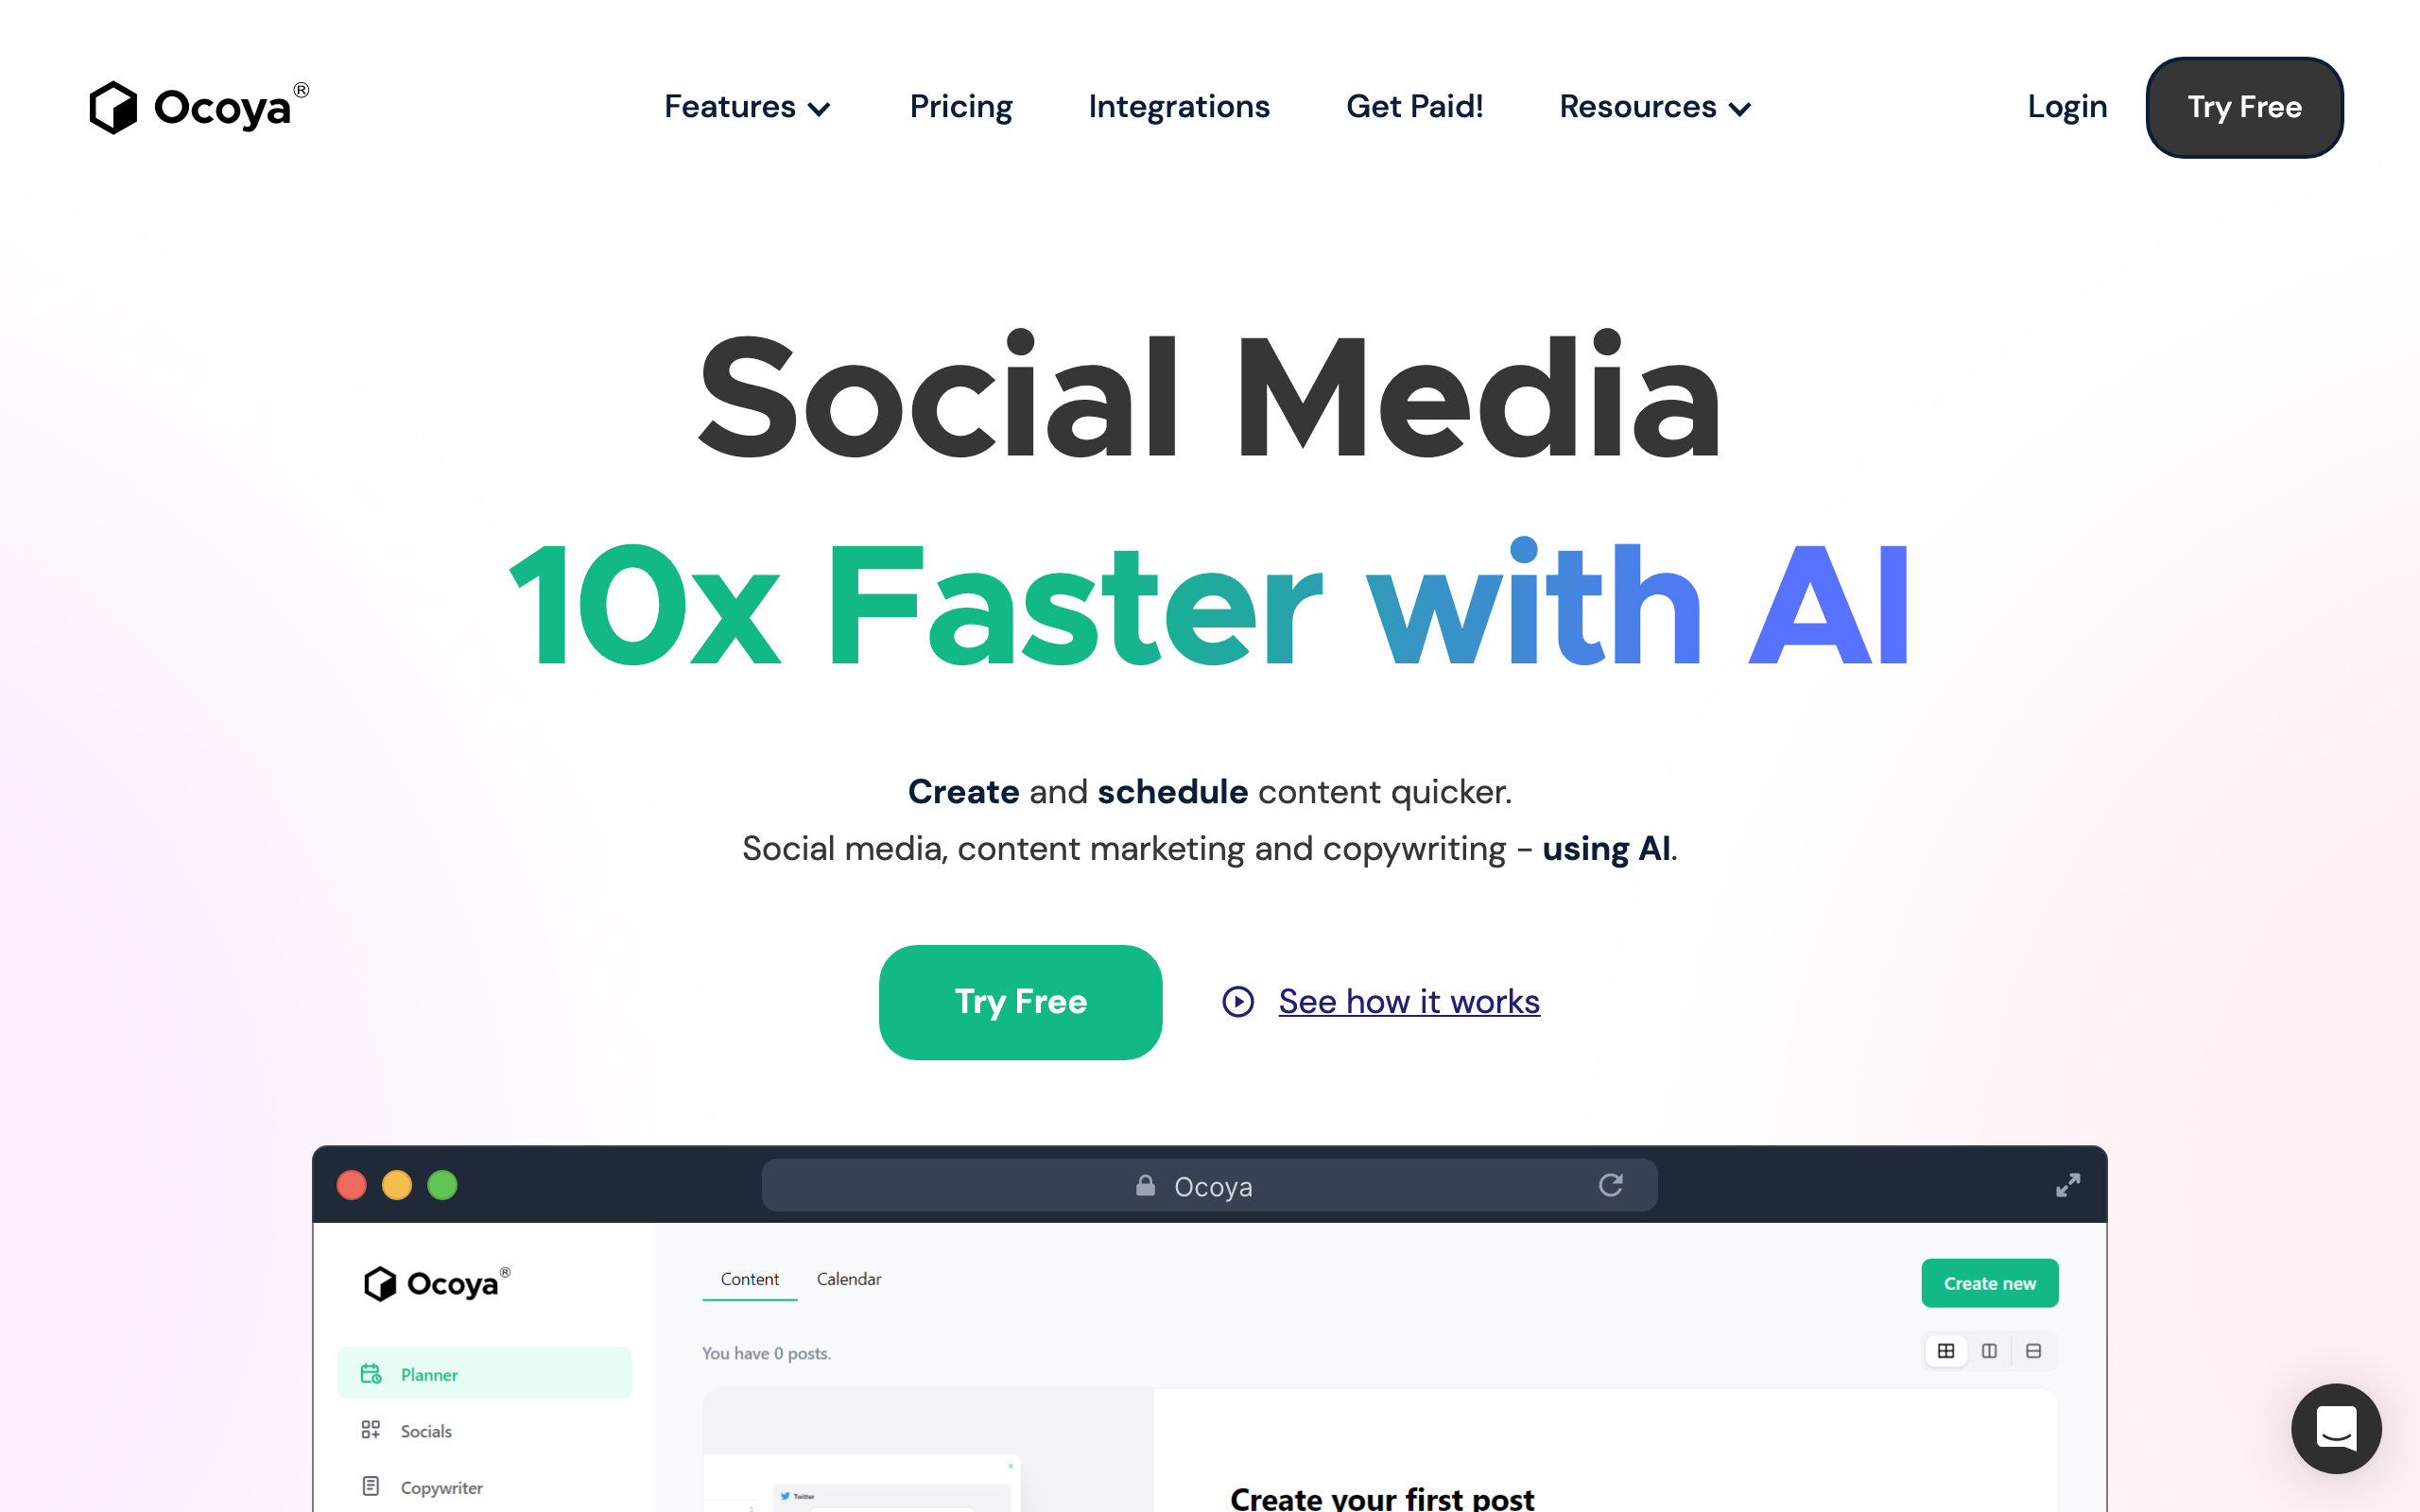 Ocoya®
Features
Pricing
Integrations
Get Paid!
Resources
Login
Try Free
Social Media
10x Faster with AI
Create and schedule content quicker.
Social media, content marketing and copywriting - using AI.
Try Free
See how it works
Ocoya
Ocoya®
Content
Calendar
Create new
You have 0 posts.
Planner
Socials
Copywriter
Twitter
Create your first post